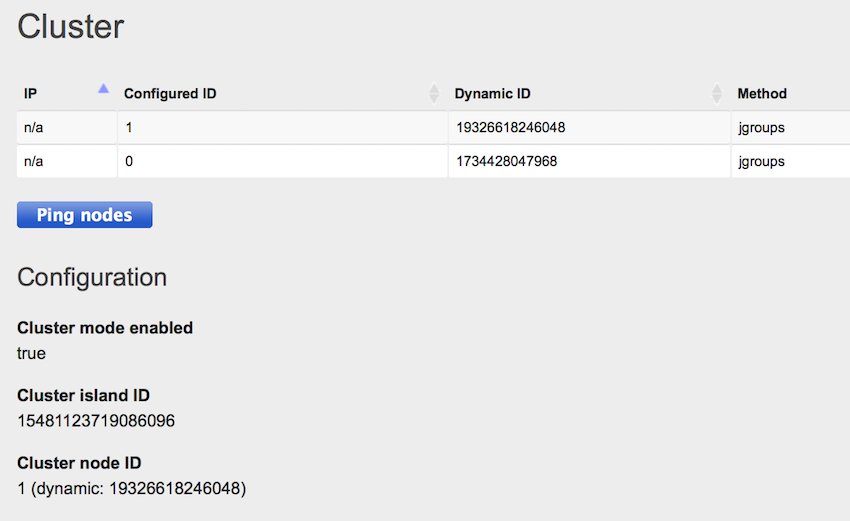 Cluster
IP Configured ID Dynamic ID Method
n/a 1 19326618246048 jgroups
n/a 0 1734428047968 jgroups
Ping nodes
Configuration
Cluster mode enabled
true
Cluster island ID
15481123719086096
Cluster node ID
1 (dynamic: 19326618246048)